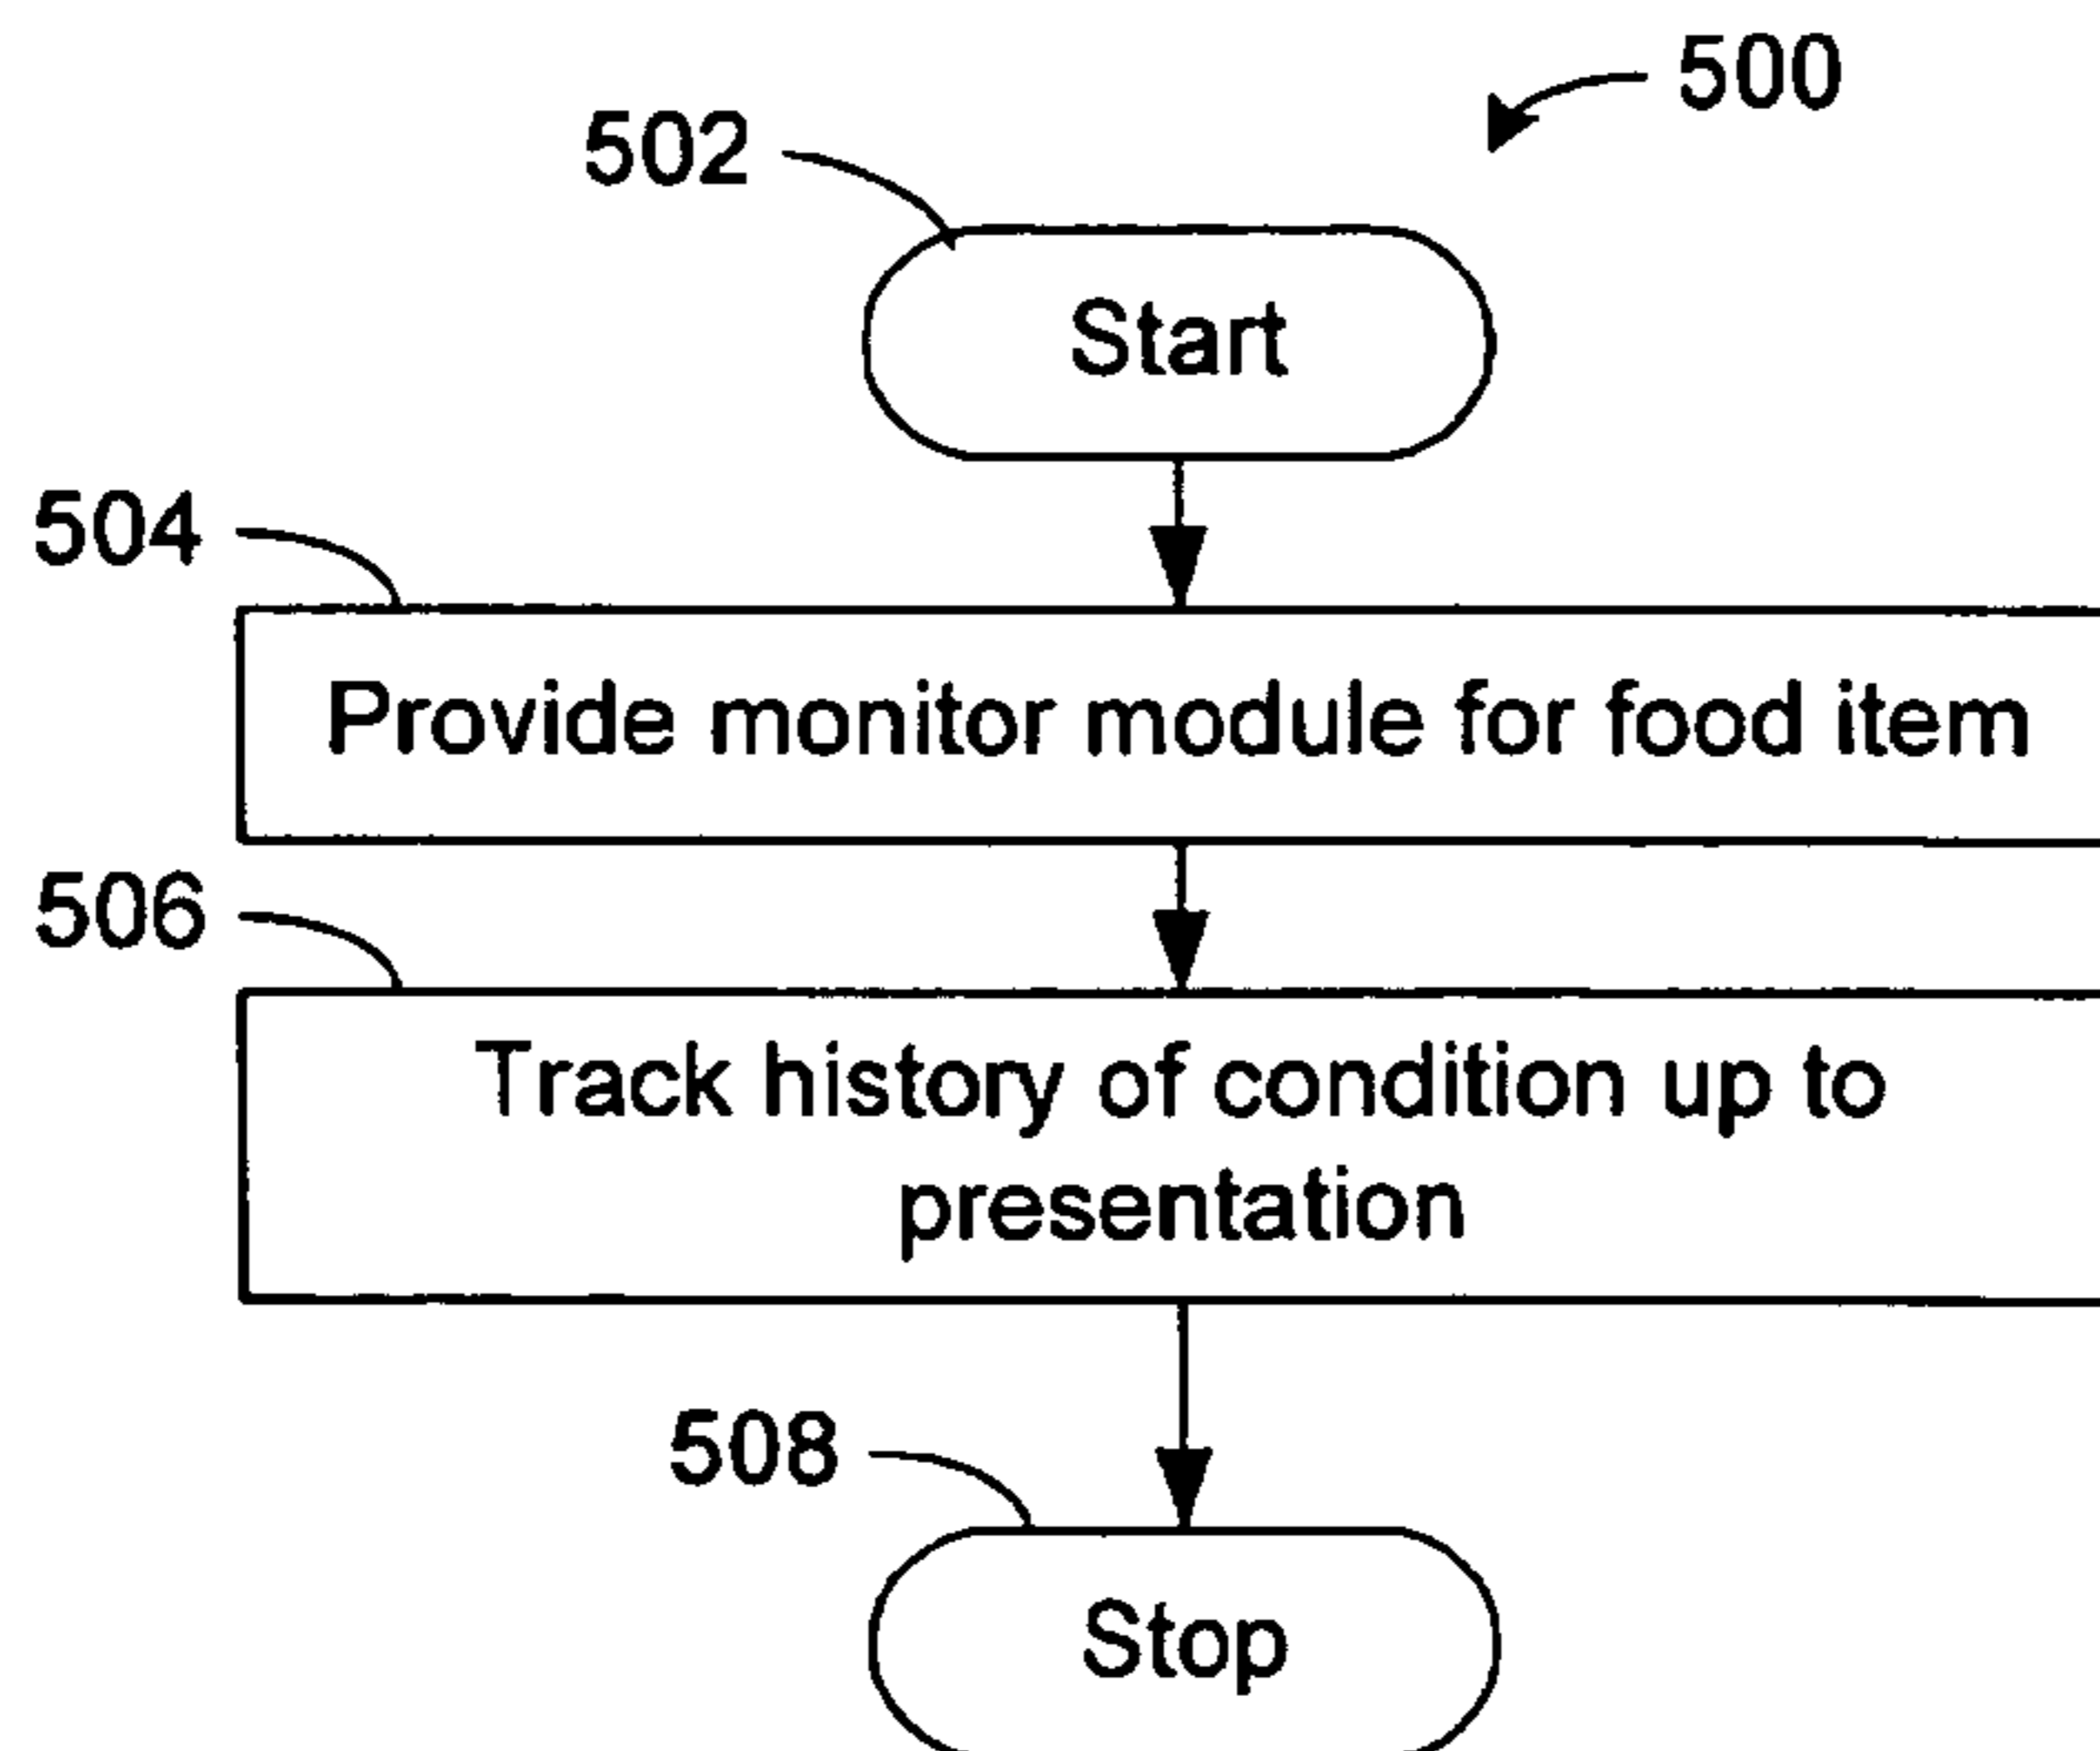 500
502
Start
504
Provide monitor module for food item
506
Track history of condition up to
presentation
508
Stop